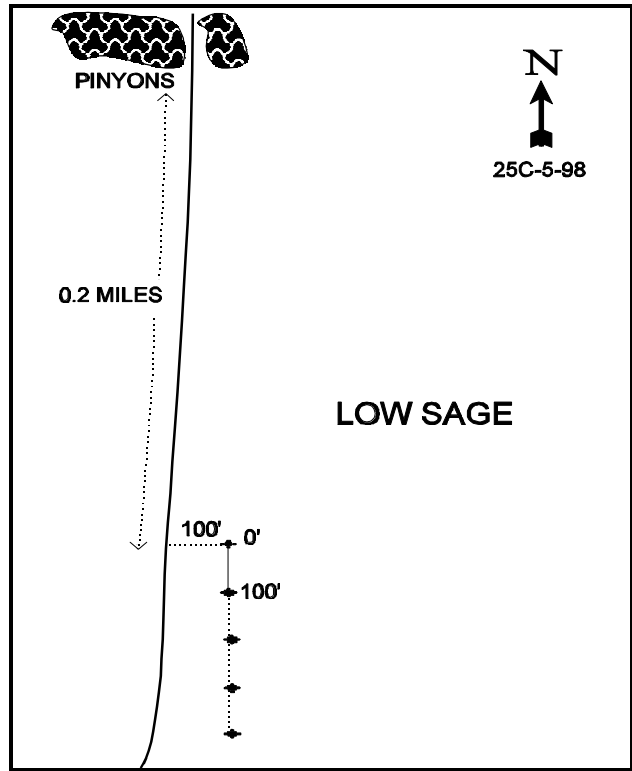 PINYONS
N
25C-5-98
0.2 MILES
LOW SAGE
100'
0'
100'